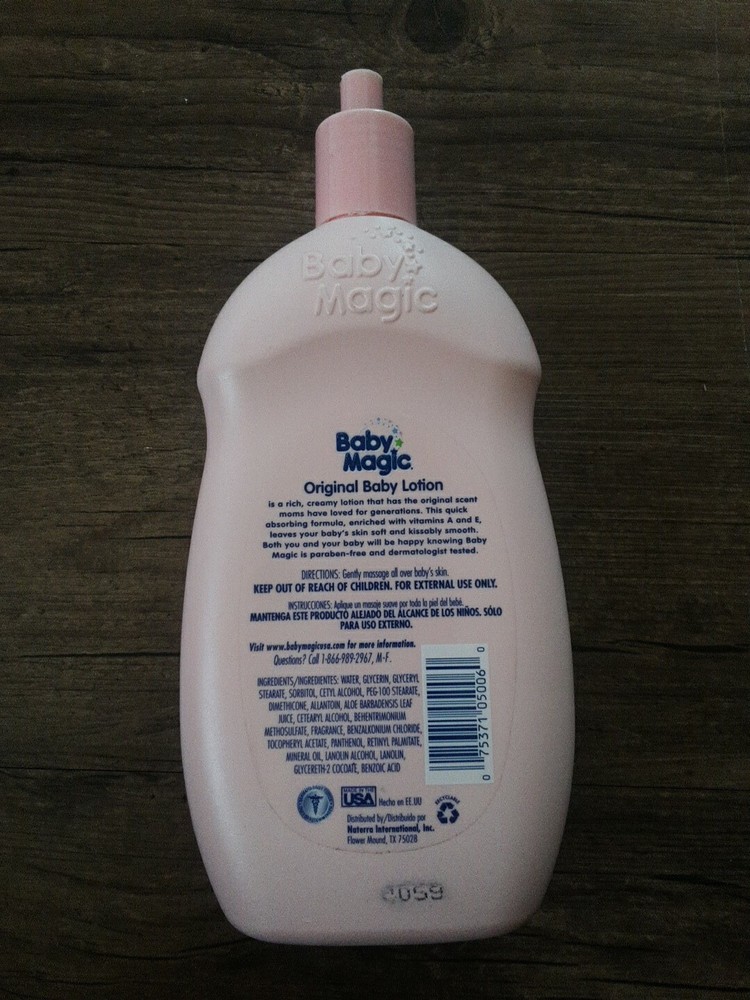 Baby
Magic
Baby
Magic
Original Baby Lotion
is a rich, creamy lotion that has the original scent
moms have loved for generations. This quick
absorbing formula, enriched with vitamins A and E,
leaves your baby's skin soft and kissably smooth.
Both you and your baby will be happy knowing Baby
Magic is paraben-free and dermatologist tested.
DIRECTIONS: Gently massage all over baby's skin.
KEEP OUT OF REACH OF CHILDREN. FOR EXTERNAL USE ONLY.
INSTRUCCIONES: Aplique un masaje suave por toda la piel del bebé.
MANTENGA ESTE PRODUCTO ALEJADO DEL ALCANCE DE LOS NIÑOS. SÓLO
PARA USO EXTERNO.
Visit www.babymagicusa.com for more information.
Questions? Call 1-866-989-2967, M-F.
INGREDIENTS/INGREDIENTES: WATER, GLYCERIN, GLYCERYL
STEARATE, SORBITOL, CETYL ALCOHOL, PEG-100 STEARATE,
DIMETHICONE, ALLANTOIN, ALOE BARBADENSIS LEAF
JUICE, CETEARYL ALCOHOL, BEHENTRIMONIUM
METHOSULFATE, FRAGRANCE, BENZALKONIUM CHLORIDE,
TOCOPHERYL ACETATE, PANTHENOL, RETINYL PALMITATE,
MINERAL OIL, LANOLIN ALCOHOL, LANOLIN,
GLYCERETH-2 COCOATE, BENZOIC ACID
0 75371 05006 0
MADE IN THE
USA Hecho en EE.UU
RECYCLABLE
Distributed by/Distribuido por
Naterra International, Inc.
Flower Mound, TX 75028